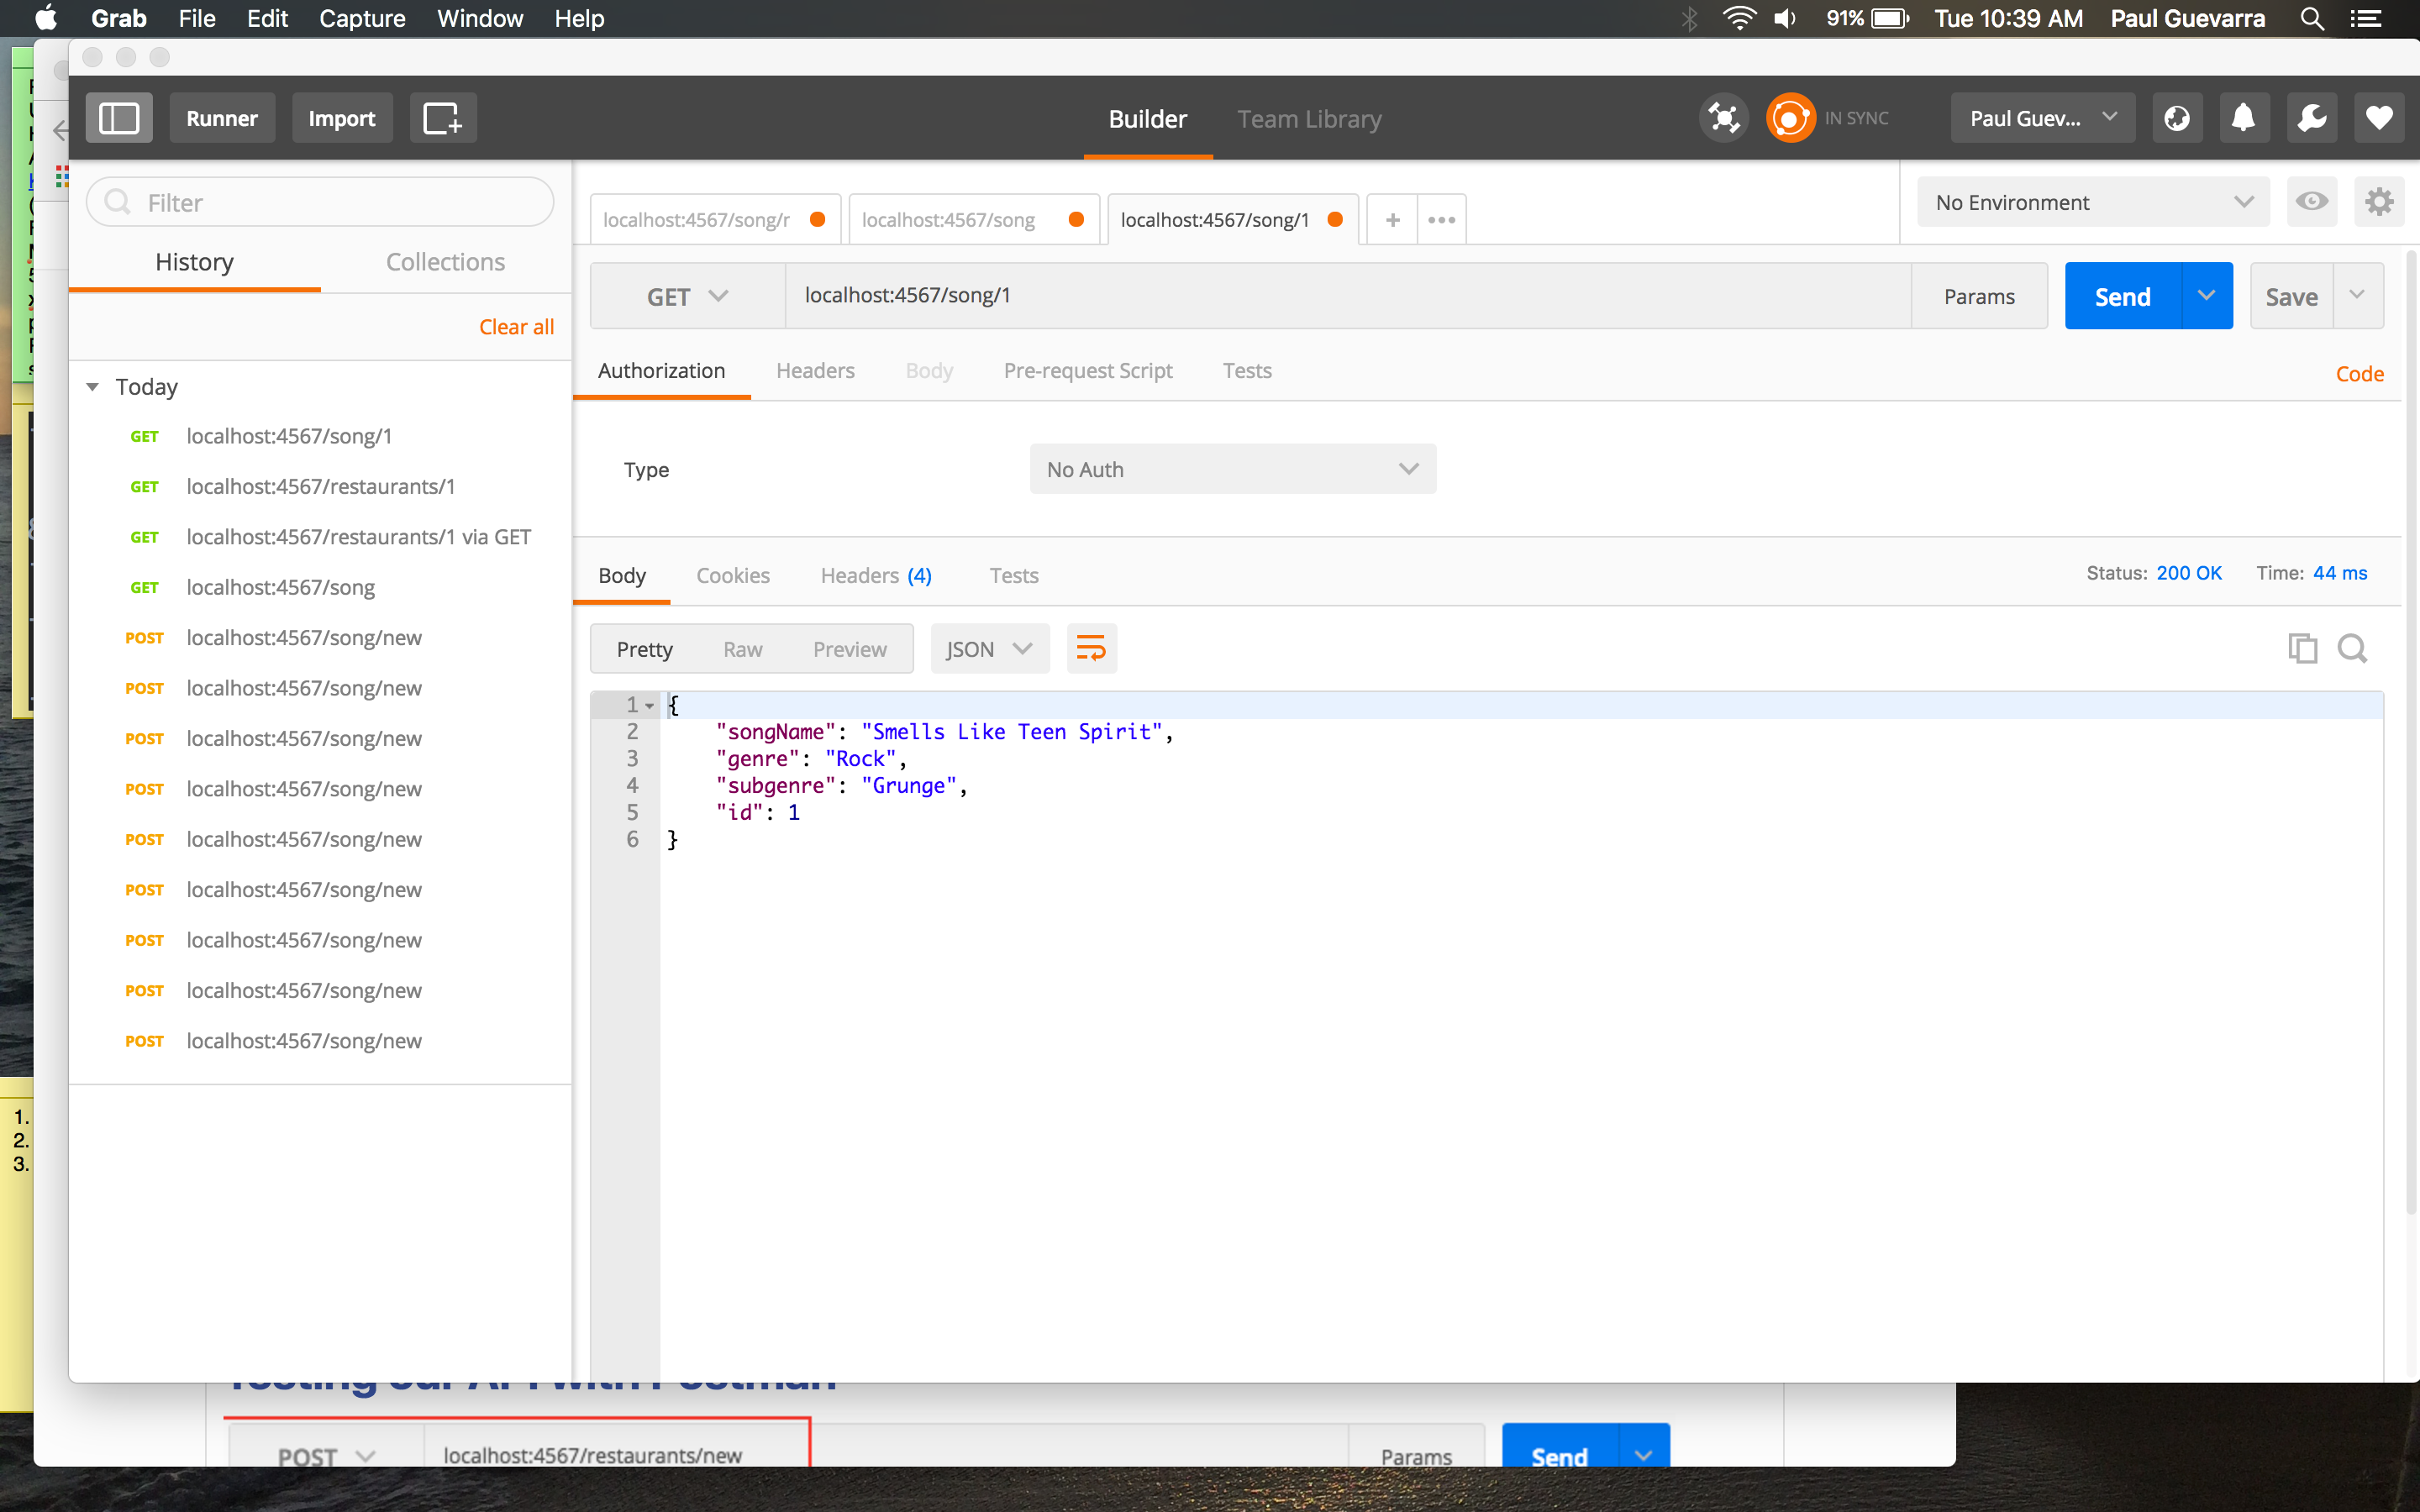 Grab File Edit Capture Window Help 91% Tue 10:39 AM Paul Guevarra
Runner Import Builder Team Library IN SYNC Paul Guev...
Filter
History Collections
Clear all
Today
GET localhost:4567/song/1
GET localhost:4567/restaurants/1
GET localhost:4567/restaurants/1 via GET
GET localhost:4567/song
POST localhost:4567/song/new
POST localhost:4567/song/new
POST localhost:4567/song/new
POST localhost:4567/song/new
POST localhost:4567/song/new
POST localhost:4567/song/new
POST localhost:4567/song/new
POST localhost:4567/song/new
POST localhost:4567/song/new
localhost:4567/song/r localhost:4567/song localhost:4567/song/1 + •••
No Environment
GET localhost:4567/song/1 Params Send Save
Authorization Headers Body Pre-request Script Tests Code
Type No Auth
Body Cookies Headers (4) Tests Status: 200 OK Time: 44 ms
Pretty Raw Preview JSON
1 {
2 "songName": "Smells Like Teen Spirit",
3 "genre": "Rock",
4 "subgenre": "Grunge",
5 "id": 1
6 }
1.
2.
3.
Testing our API with Postman
POST localhost:4567/restaurants/new Params Send